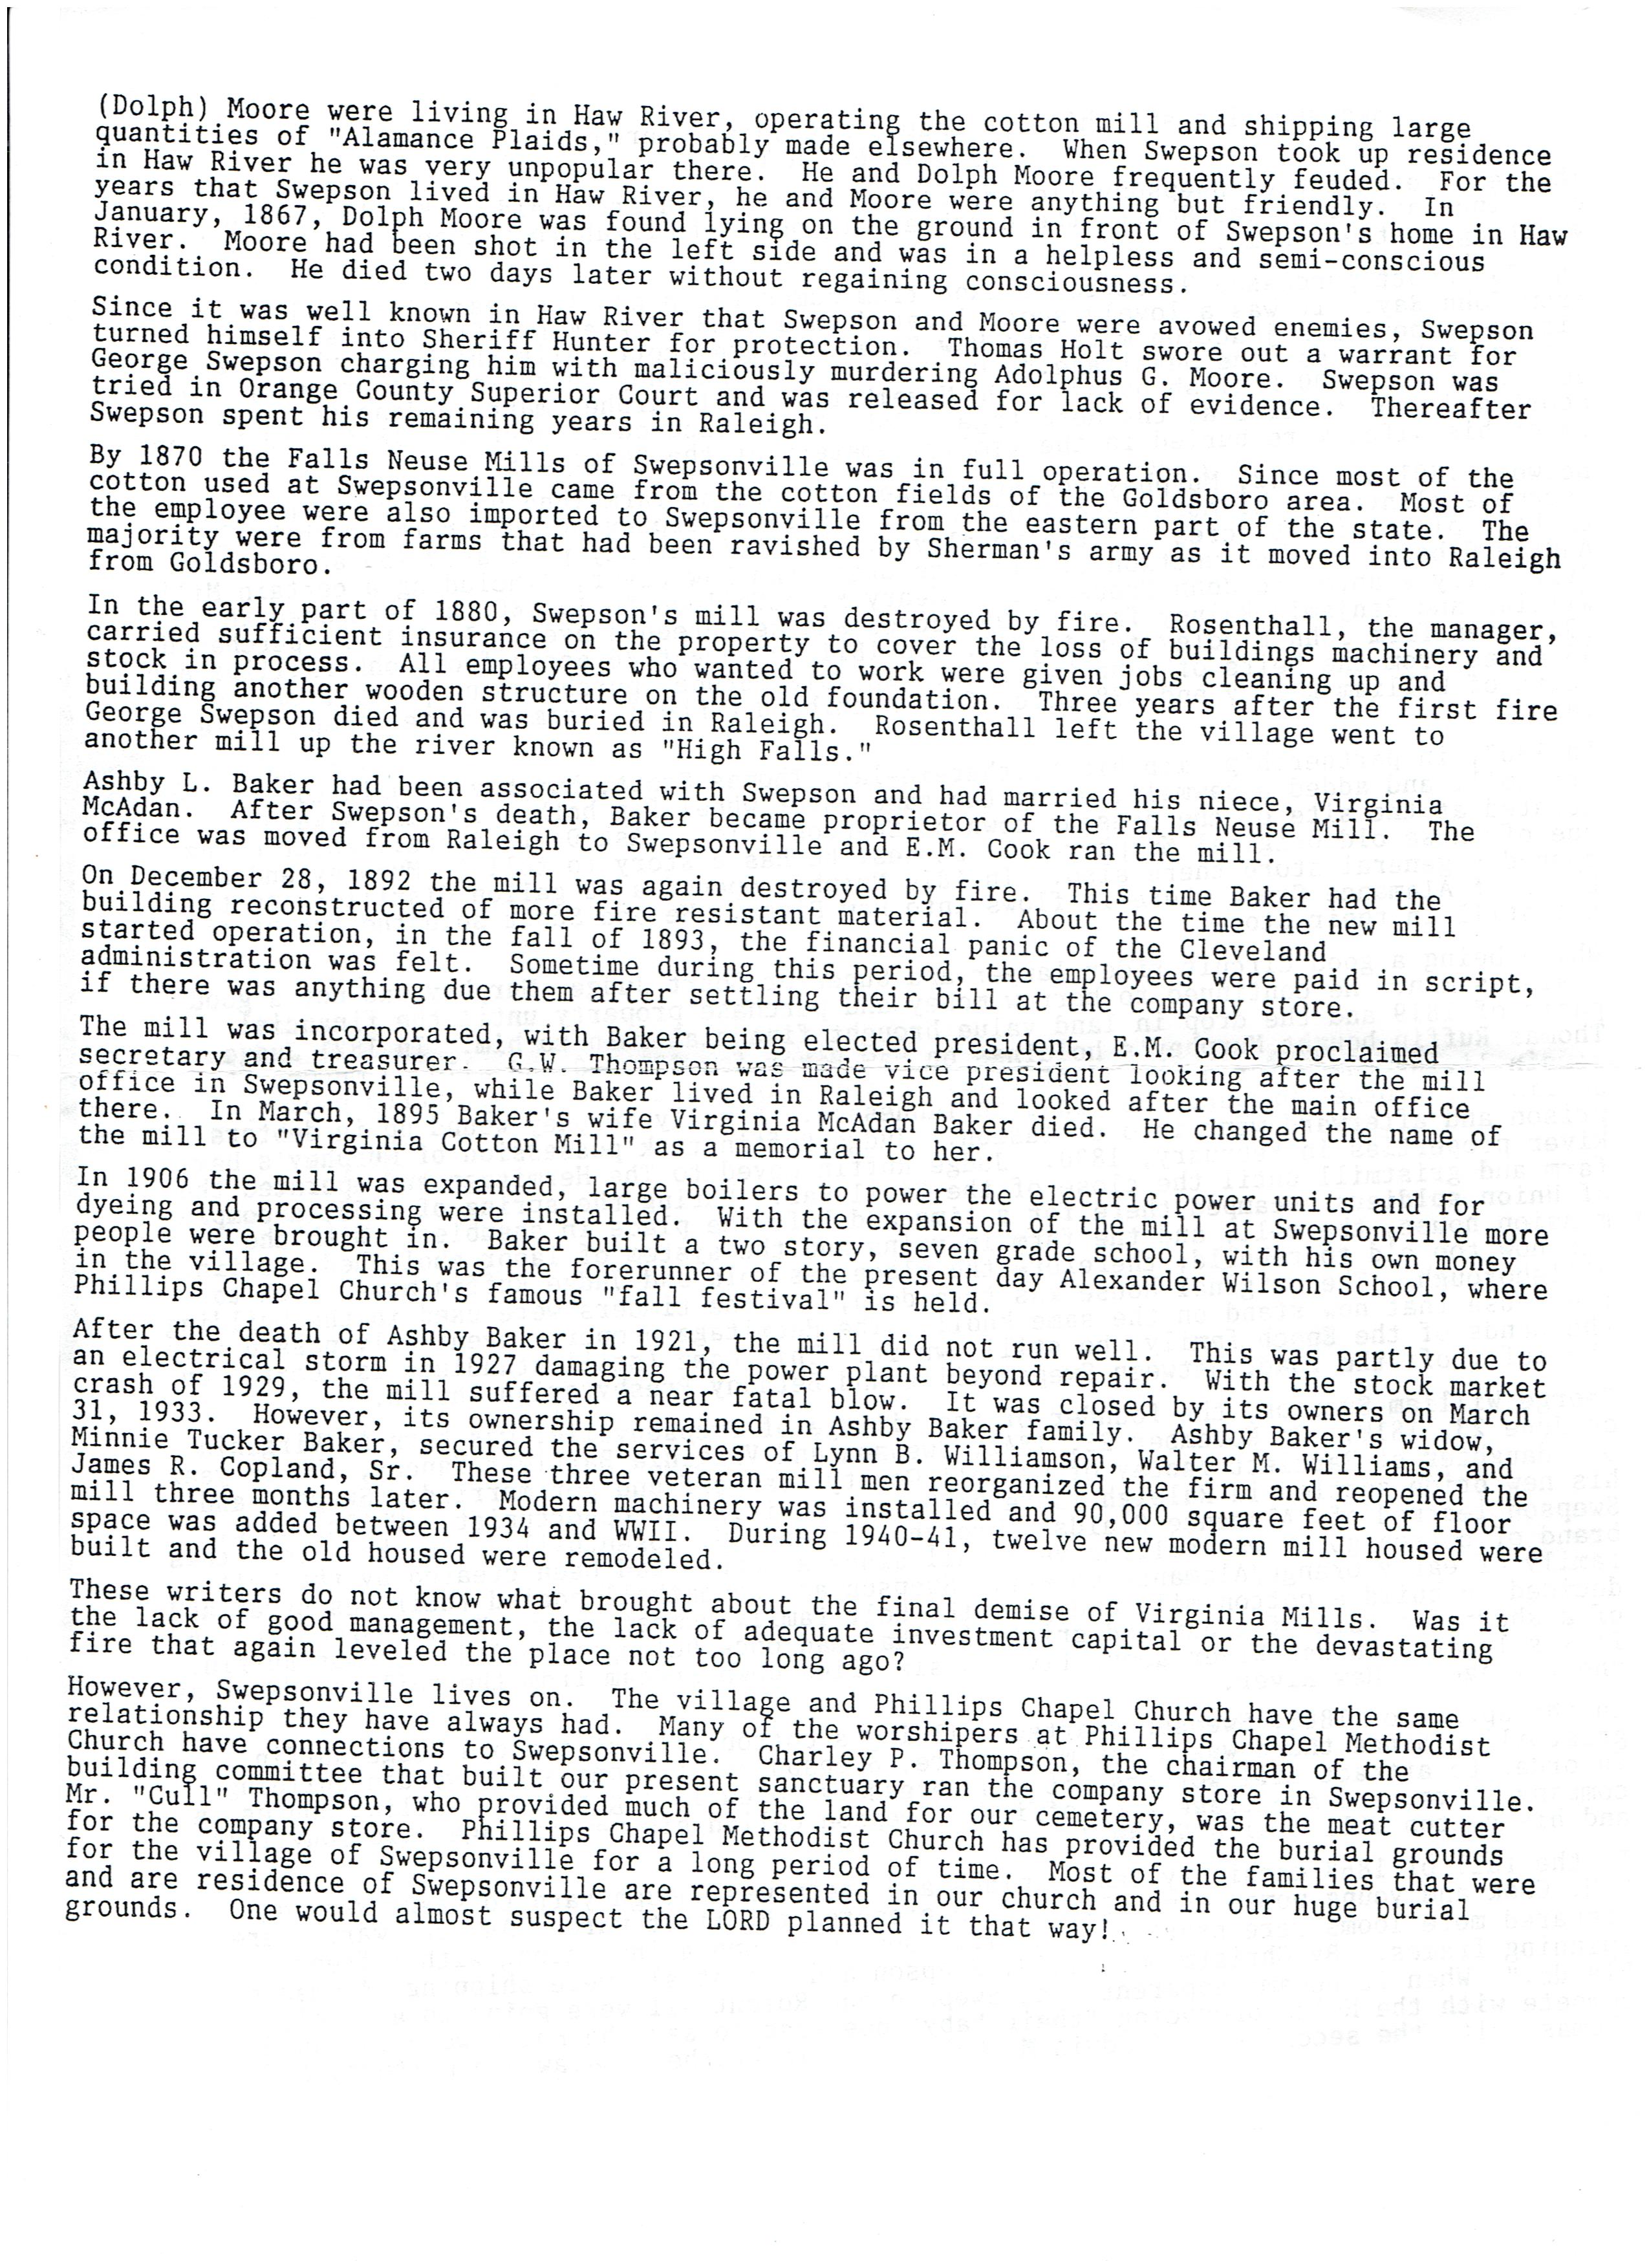 (Dolph) Moore were living in Haw River, operating the cotton mill and shipping large
quantities of "Alamance Plaids," probably made elsewhere. When Swepson took up residence
in Haw River he was very unpopular there. He and Dolph Moore frequently feuded. For the
years that Swepson lived in Haw River, he and Moore were anything but friendly. In
January, 1867, Dolph Moore was found lying on the ground in front of Swepson's home in Haw
River. Moore had been shot in the left side and was in a helpless and semi-conscious
condition. He died two days later without regaining consciousness.
Since it was well known in Haw River that Swepson and Moore were avowed enemies, Swepson
turned himself into Sheriff Hunter for protection. Thomas Holt swore out a warrant for
George Swepson charging him with maliciously murdering Adolphus G. Moore. Swepson was
tried in Orange County Superior Court and was released for lack of evidence. Thereafter
Swepson spent his remaining years in Raleigh.
By 1870 the Falls Neuse Mills of Swepsonville was in full operation. Since most of the
cotton used at Swepsonville came from the cotton fields of the Goldsboro area. Most of
the employee were also imported to Swepsonville from the eastern part of the state. The
majority were from farms that had been ravished by Sherman's army as it moved into Raleigh
from Goldsboro.
In the early part of 1880, Swepson's mill was destroyed by fire. Rosenthall, the manager,
carried sufficient insurance on the property to cover the loss of buildings machinery and
stock in process. All employees who wanted to work were given jobs cleaning up and
building another wooden structure on the old foundation. Three years after the first fire
George Swepson died and was buried in Raleigh. Rosenthall left the village went to
another mill up the river known as "High Falls."
Ashby L. Baker had been associated with Swepson and had married his niece, Virginia
McAdan. After Swepson's death, Baker became proprietor of the Falls Neuse Mill. The
office was moved from Raleigh to Swepsonville and E.M. Cook ran the mill.
On December 28, 1892 the mill was again destroyed by fire. This time Baker had the
building reconstructed of more fire resistant material. About the time the new mill
started operation, in the fall of 1893, the financial panic of the Cleveland
administration was felt. Sometime during this period, the employees were paid in script,
if there was anything due them after settling their bill at the company store.
The mill was incorporated, with Baker being elected president, E.M. Cook proclaimed
secretary and treasurer. G.W. Thompson was made vice president looking after the mill
office in Swepsonville, while Baker lived in Raleigh and looked after the main office
there. In March, 1895 Baker's wife Virginia McAdan Baker died. He changed the name of
the mill to "Virginia Cotton Mill" as a memorial to her.
In 1906 the mill was expanded, large boilers to power the electric power units and for
dyeing and processing were installed. With the expansion of the mill at Swepsonville more
people were brought in. Baker built a two story, seven grade school, with his own money
in the village. This was the forerunner of the present day Alexander Wilson School, where
Phillips Chapel Church's famous "fall festival" is held.
After the death of Ashby Baker in 1921, the mill did not run well. This was partly due to
an electrical storm in 1927 damaging the power plant beyond repair. With the stock market
crash of 1929, the mill suffered a near fatal blow. It was closed by its owners on March
31, 1933. However, its ownership remained in Ashby Baker family. Ashby Baker's widow,
Minnie Tucker Baker, secured the services of Lynn B. Williamson, Walter M. Williams, and
James R. Copland, Sr. These three veteran mill men reorganized the firm and reopened the
mill three months later. Modern machinery was installed and 90,000 square feet of floor
space was added between 1934 and WWII. During 1940-41, twelve new modern mill housed were
built and the old housed were remodeled.
These writers do not know what brought about the final demise of Virginia Mills. Was it
the lack of good management, the lack of adequate investment capital or the devastating
fire that again leveled the place not too long ago?
However, Swepsonville lives on. The village and Phillips Chapel Church have the same
relationship they have always had. Many of the worshipers at Phillips Chapel Methodist
Church have connections to Swepsonville. Charley P. Thompson, the chairman of the
building committee that built our present sanctuary ran the company store in Swepsonville.
Mr. "Cull" Thompson, who provided much of the land for our cemetery, was the meat cutter
for the company store. Phillips Chapel Methodist Church has provided the burial grounds
for the village of Swepsonville for a long period of time. Most of the families that were
and are residence of Swepsonville are represented in our church and in our huge burial
grounds. One would almost suspect the LORD planned it that way!